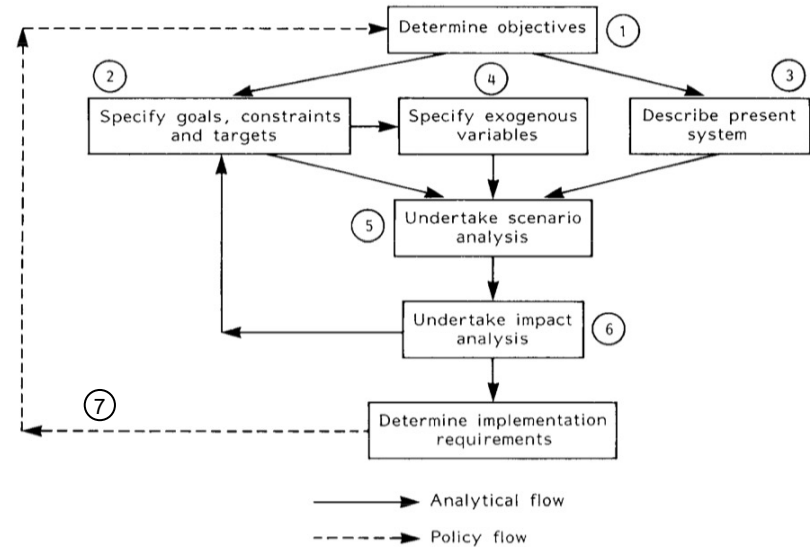 Determine objectives
1
2
4
3
Specify goals, constraints
and targets
Specify exogenous
variables
Describe present
system
5
Undertake scenario
analysis
Undertake impact
analysis
6
7
Determine implementation
requirements
Analytical flow
Policy flow